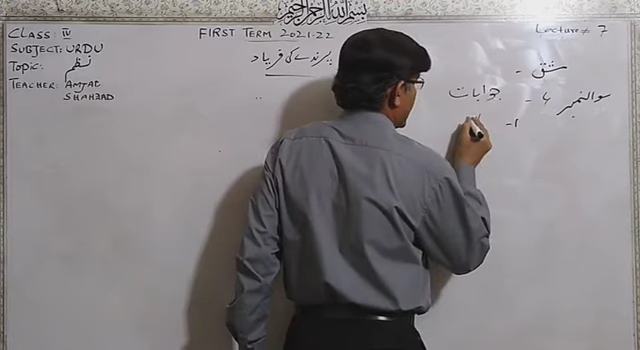 بسم اللہ الرحمن الرحیم
CLASS: IV
SUBJECT: URDU
Topic: نظم
TEACHER: AMJAD
SHAHZAD
FIRST TERM 2021-22
پرندے کی فریاد
Lecture # 7
مشق -
سوال نمبر ۶ - جوابات
1-